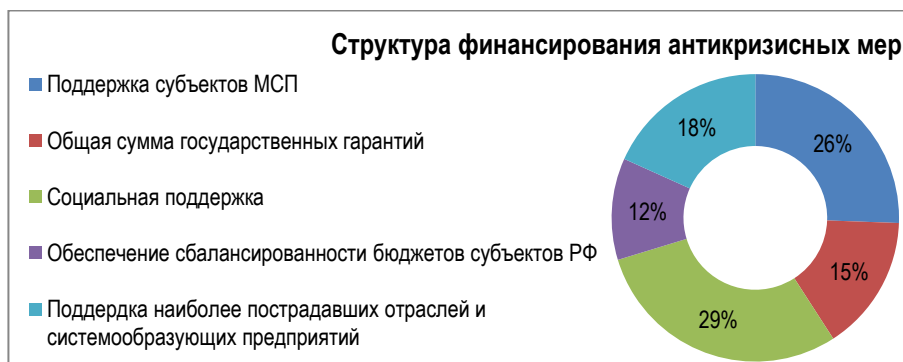 Структура финансирования антикризисных мер
Поддержка субъектов МСП
Общая сумма государственных гарантий
Социальная поддержка
Обеспечение сбалансированности бюджетов субъектов РФ
Поддердка наиболее пострадавших отраслей и
системообразующих предприятий
26%
15%
29%
12%
18%